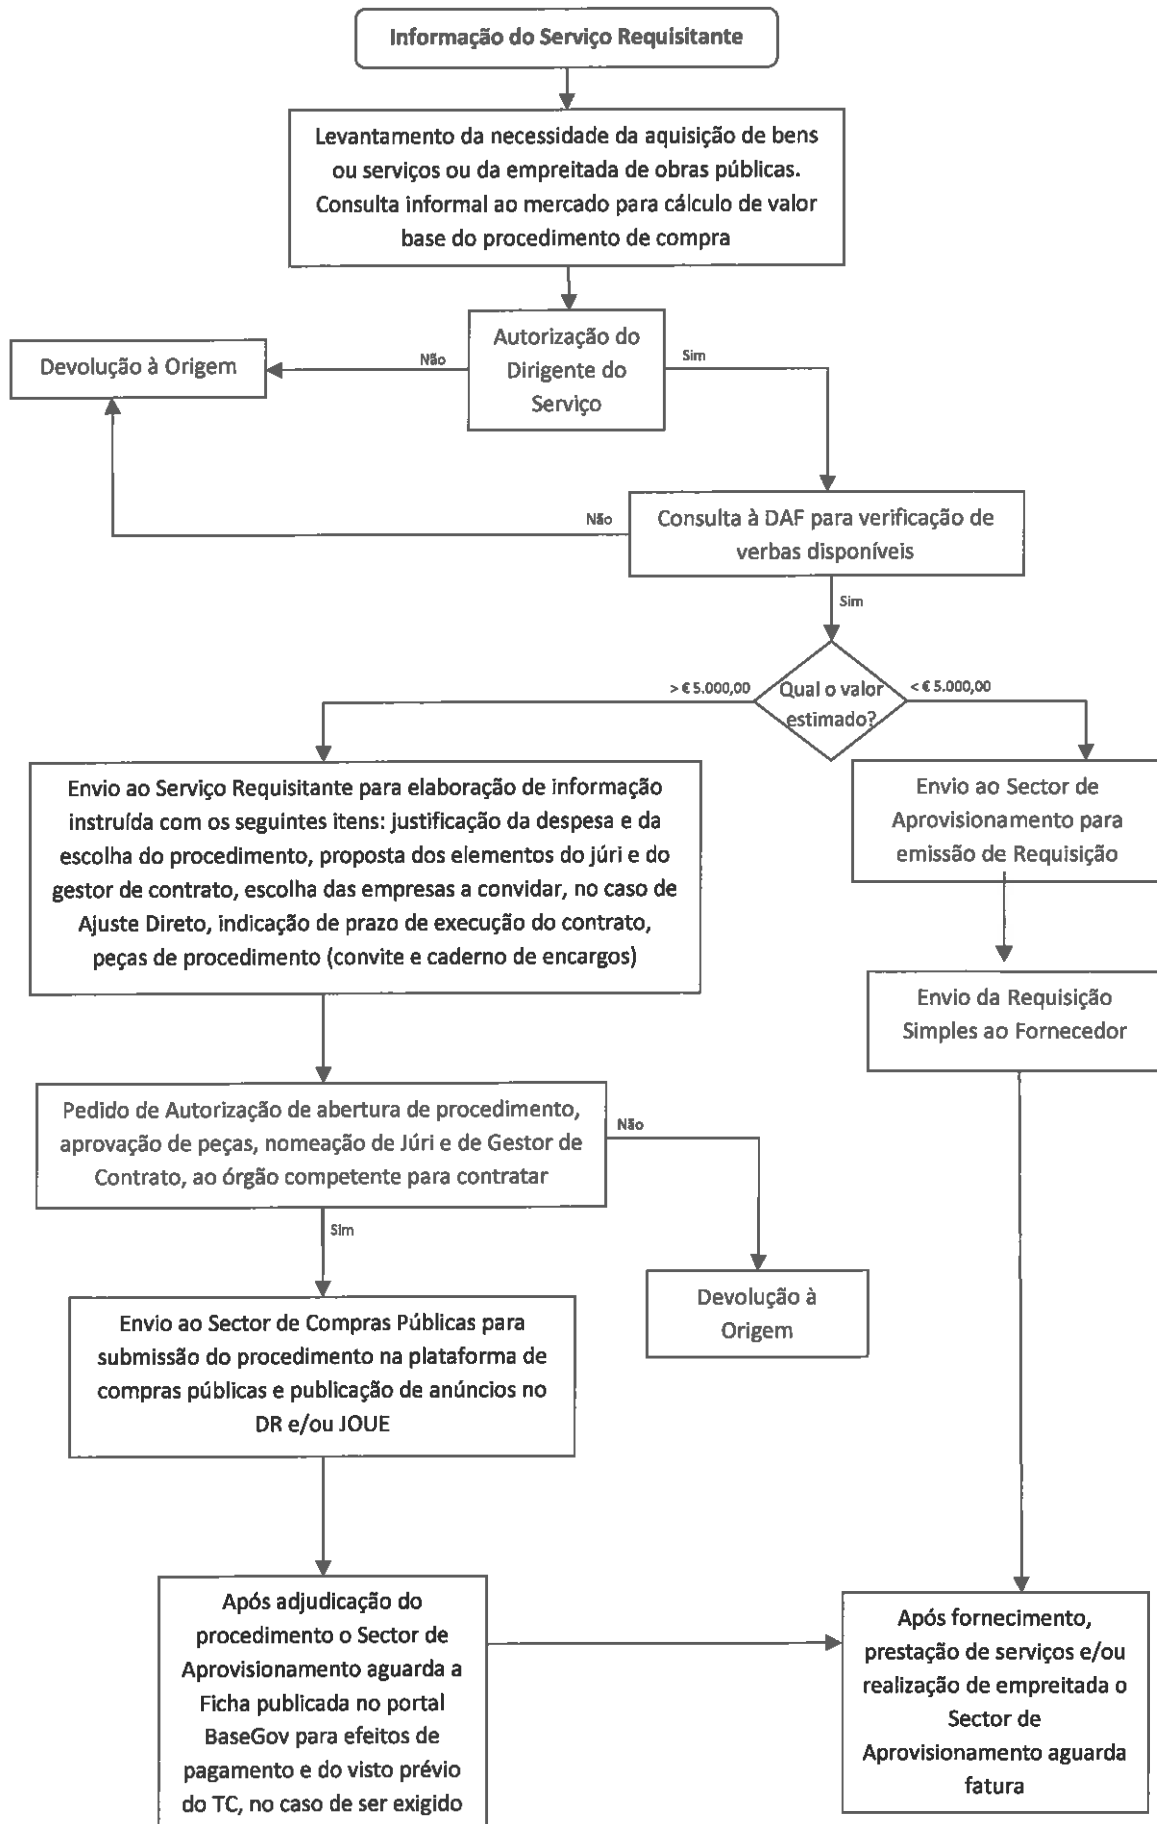 Informação do Serviço Requisitante
Levantamento da necessidade da aquisição de bens
ou serviços ou da empreitada de obras públicas.
Consulta informal ao mercado para cálculo de valor
base do procedimento de compra
Autorização do
Dirigente do
Serviço
Não
Sim
Devolução à Origem
Não
Consulta à DAF para verificação de
verbas disponíveis
Sim
> € 5.000,00
Qual o valor
estimado?
< € 5.000,00
Envio ao Serviço Requisitante para elaboração de informação
instruída com os seguintes itens: justificação da despesa e da
escolha do procedimento, proposta dos elementos do júri e do
gestor de contrato, escolha das empresas a convidar, no caso de
Ajuste Direto, indicação de prazo de execução do contrato,
peças de procedimento (convite e caderno de encargos)
Envio ao Sector de
Aprovisionamento para
emissão de Requisição
Envio da Requisição
Simples ao Fornecedor
Pedido de Autorização de abertura de procedimento,
aprovação de peças, nomeação de Júri e de Gestor de
Contrato, ao órgão competente para contratar
Não
Sim
Devolução à
Origem
Envio ao Sector de Compras Públicas para
submissão do procedimento na plataforma de
compras públicas e publicação de anúncios no
DR e/ou JOUE
Após adjudicação do
procedimento o Sector de
Aprovisionamento aguarda a
Ficha publicada no portal
BaseGov para efeitos de
pagamento e do visto prévio
do TC, no caso de ser exigido
Após fornecimento,
prestação de serviços e/ou
realização de empreitada o
Sector de
Aprovisionamento aguarda
fatura